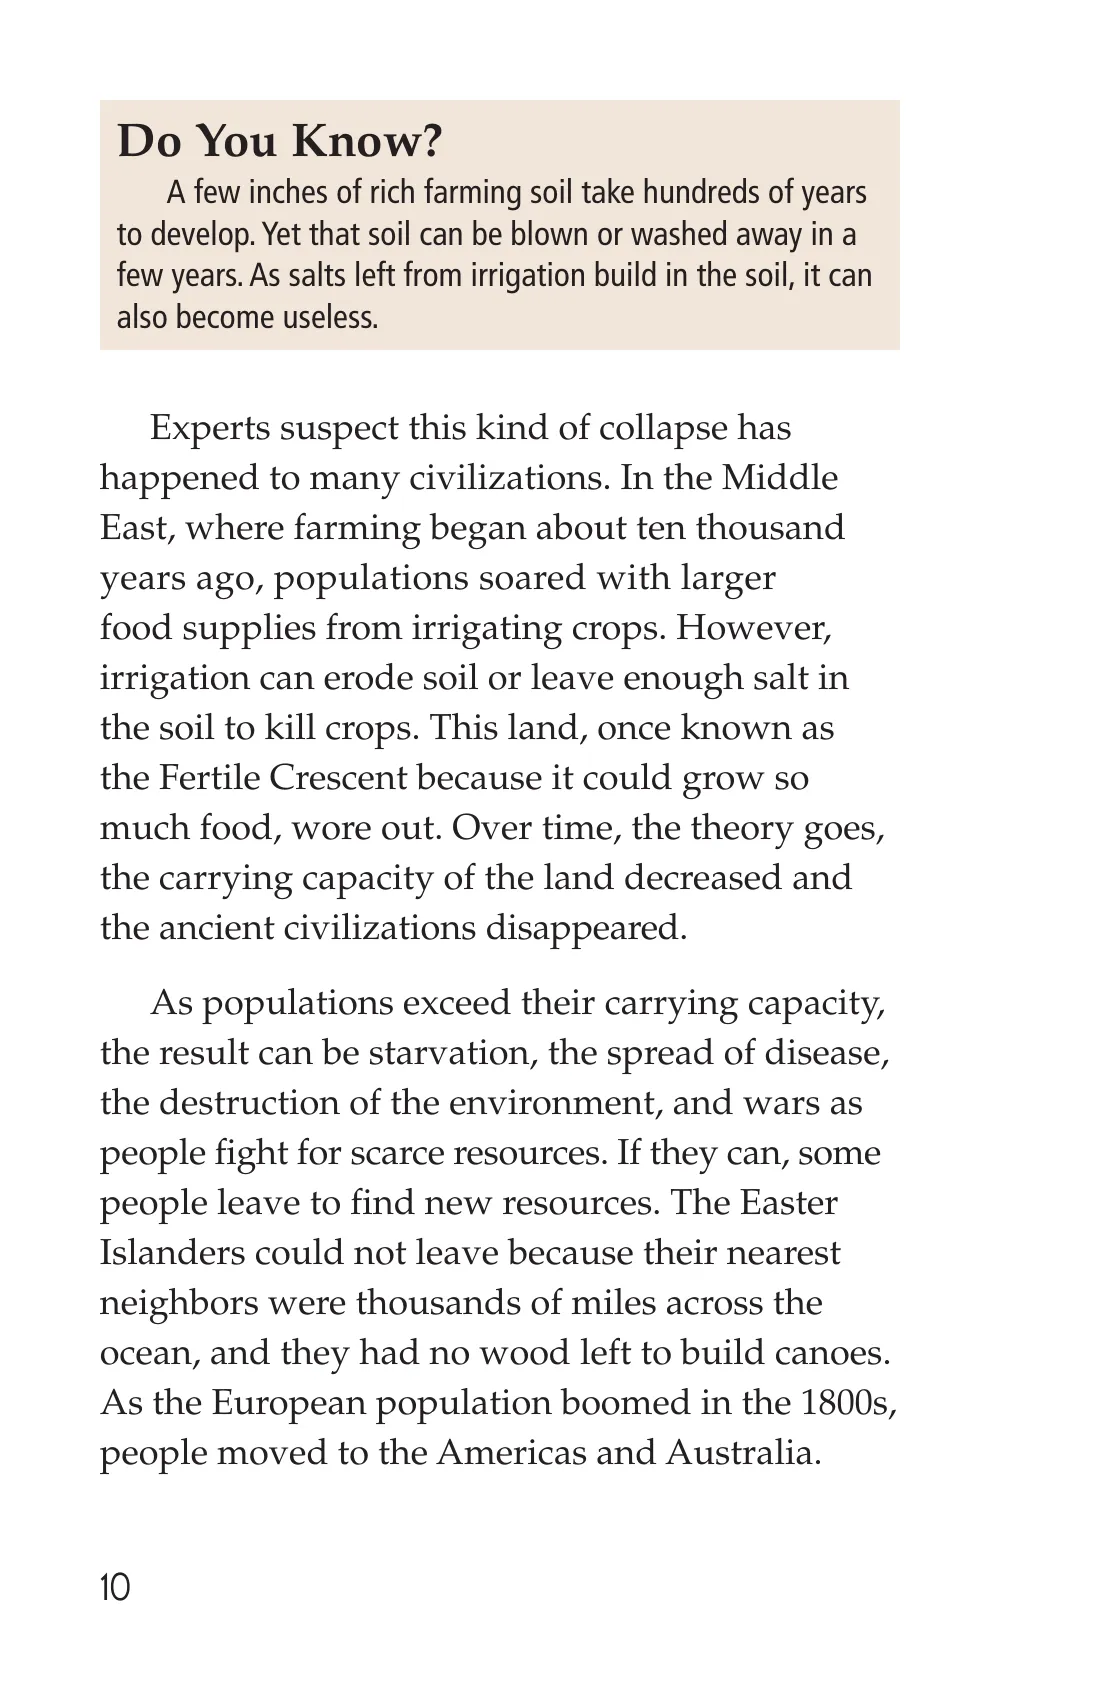 Do You Know?
A few inches of rich farming soil take hundreds of years
to develop. Yet that soil can be blown or washed away in a
few years. As salts left from irrigation build in the soil, it can
also become useless.
Experts suspect this kind of collapse has
happened to many civilizations. In the Middle
East, where farming began about ten thousand
years ago, populations soared with larger
food supplies from irrigating crops. However,
irrigation can erode soil or leave enough salt in
the soil to kill crops. This land, once known as
the Fertile Crescent because it could grow so
much food, wore out. Over time, the theory goes,
the carrying capacity of the land decreased and
the ancient civilizations disappeared.
As populations exceed their carrying capacity,
the result can be starvation, the spread of disease,
the destruction of the environment, and wars as
people fight for scarce resources. If they can, some
people leave to find new resources. The Easter
Islanders could not leave because their nearest
neighbors were thousands of miles across the
ocean, and they had no wood left to build canoes.
As the European population boomed in the 1800s,
people moved to the Americas and Australia.
10